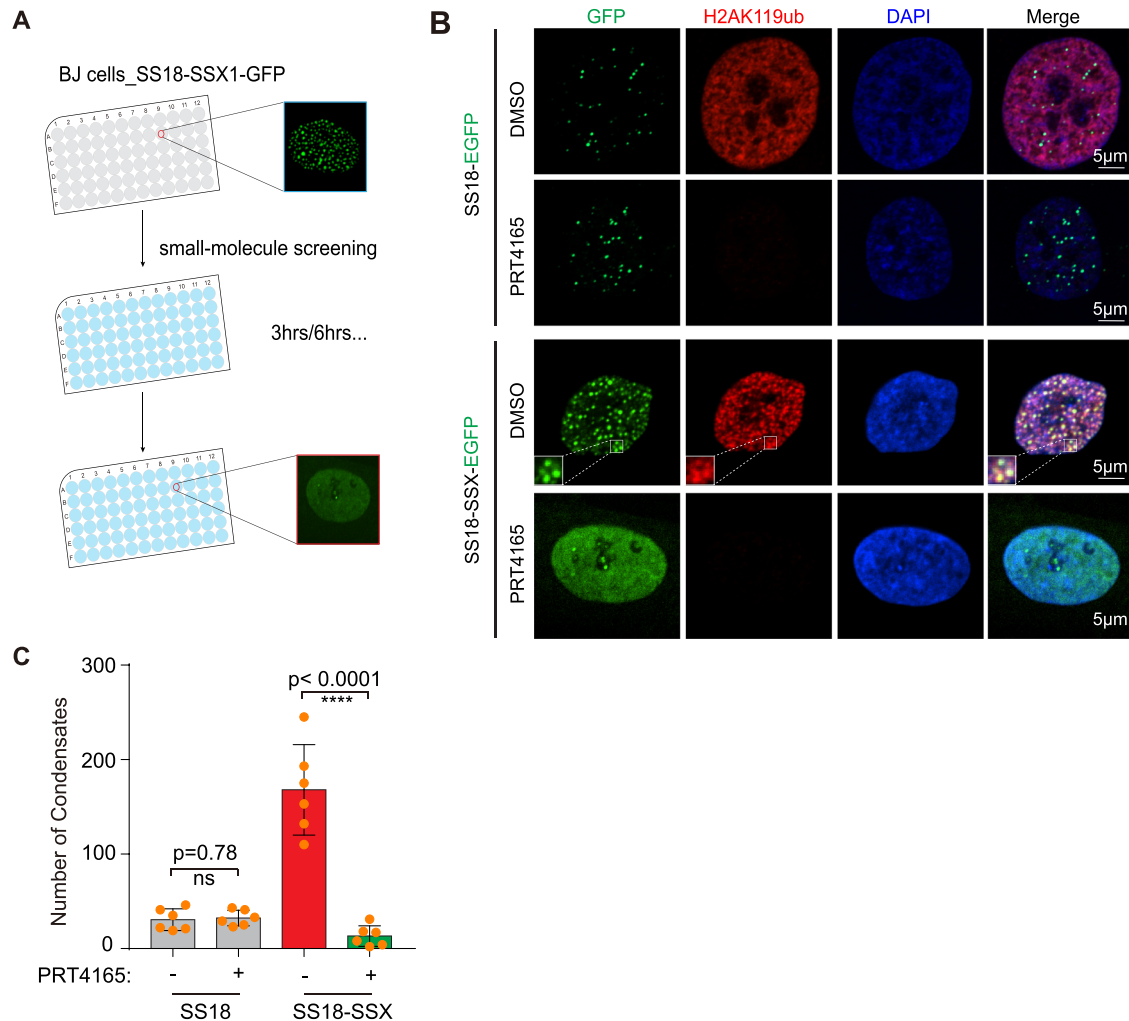 A
BJ cells_SS18-SSX1-GFP
1 2 3 4 5 6 7 8 9 10 11 12
A
B
C
D
E
F
small-molecule screening
1 2 3 4 5 6 7 8 9 10 11 12
A
B
C
D
E
F
3hrs/6hrs...
1 2 3 4 5 6 7 8 9 10 11 12
A
B
C
D
E
F
B
GFP H2AK119ub DAPI Merge
SS18-EGFP
DMSO
5μm
PRT4165
5μm
SS18-SSX-EGFP
DMSO
5μm
PRT4165
5μm
C
Number of Condensates
300
200
100
0
p=0.78
ns
p< 0.0001
****
PRT4165: - + - +
SS18 SS18-SSX